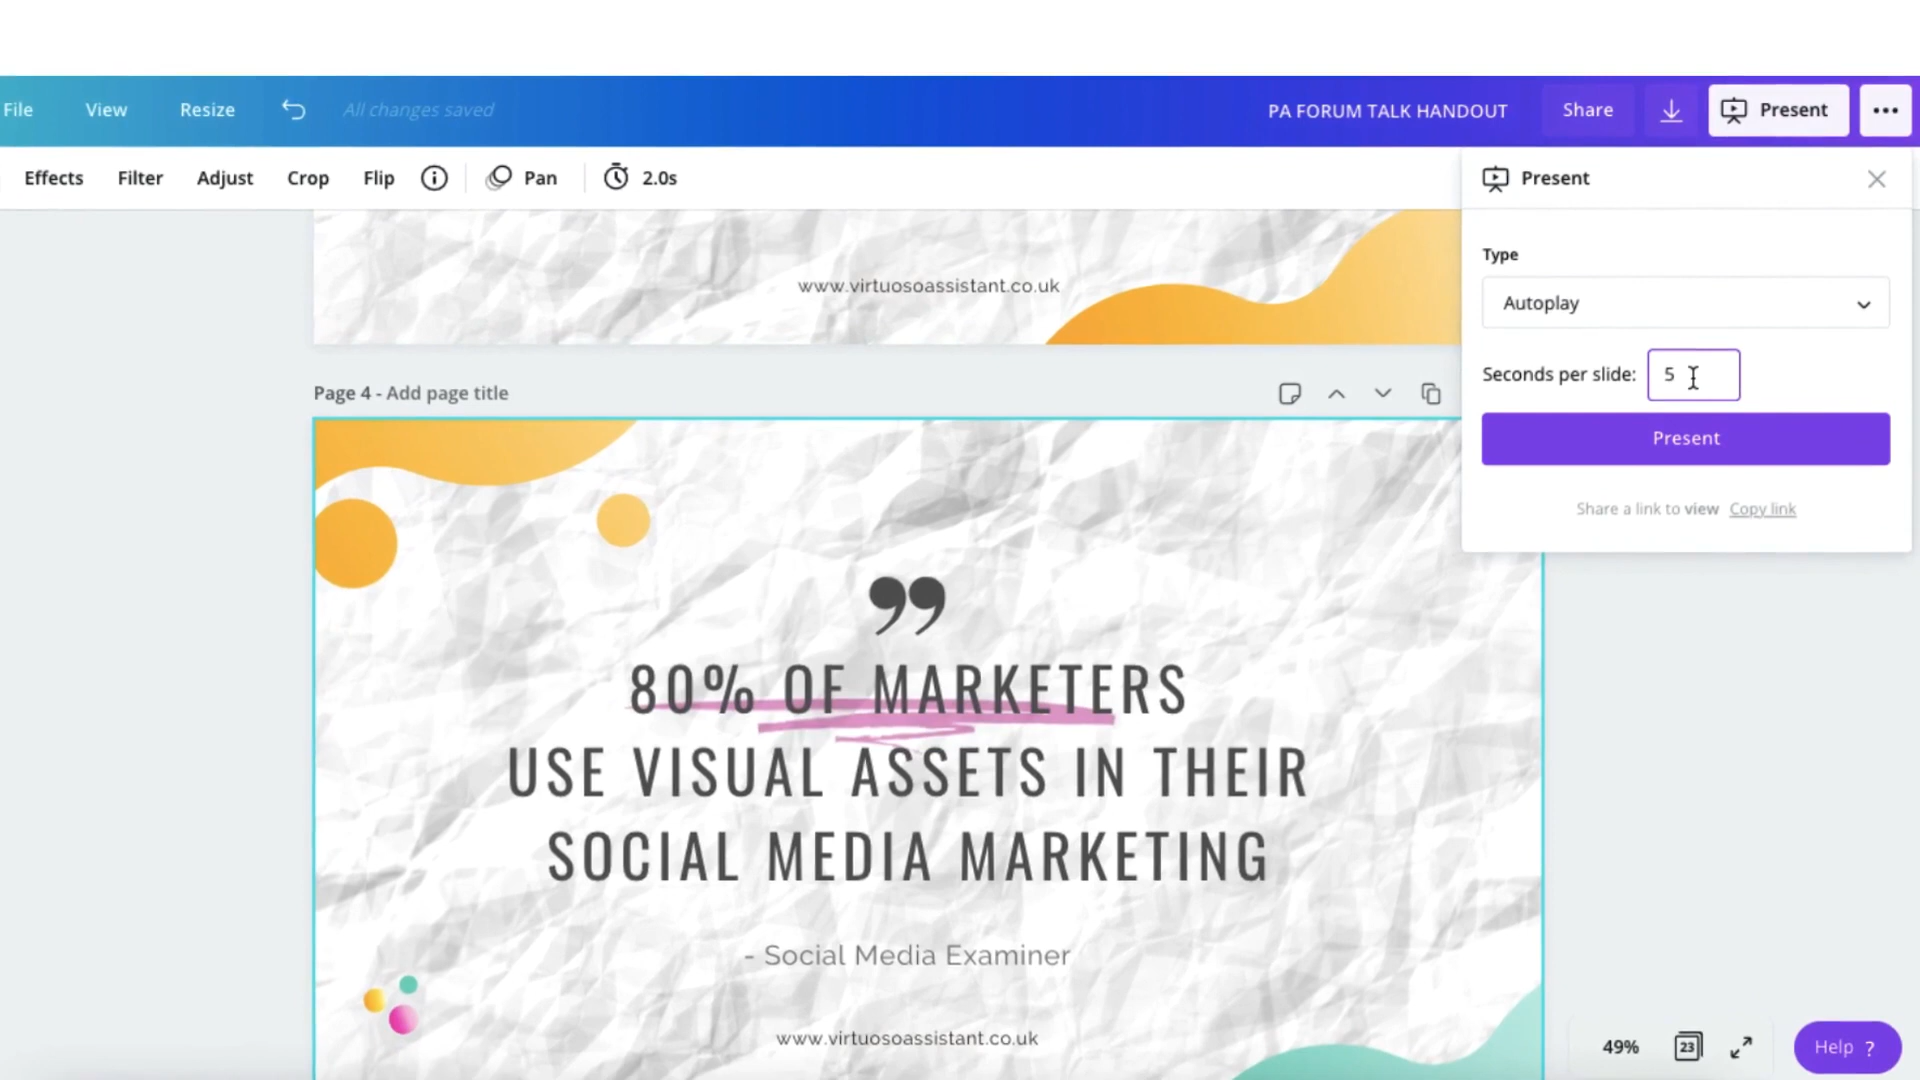 File View Resize All changes saved PA FORUM TALK HANDOUT Share Present
Effects Filter Adjust Crop Flip Pan 2.0s
Present
Type
Autoplay
Seconds per slide: 5
Present
Share a link to view Copy link
www.virtuosoassistant.co.uk
Page 4 - Add page title
80% OF MARKETERS
USE VISUAL ASSETS IN THEIR
SOCIAL MEDIA MARKETING
- Social Media Examiner
www.virtuosoassistant.co.uk
49% 23 Help ?